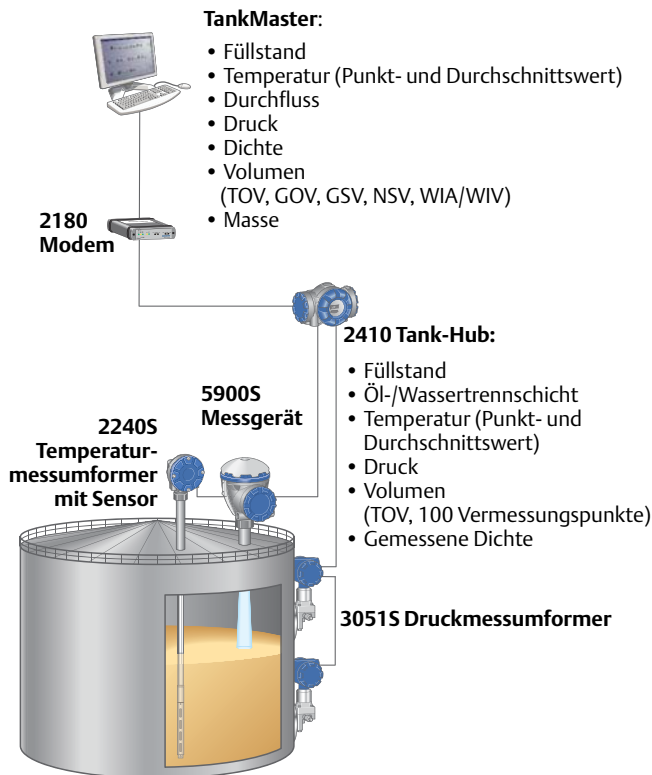 TankMaster:
• Füllstand
• Temperatur (Punkt- und Durchschnittswert)
• Durchfluss
• Druck
• Dichte
• Volumen
(TOV, GOV, GSV, NSV, WIA/WIV)
• Masse
2180
Modem
2410 Tank-Hub:
• Füllstand
• Öl-/Wassertrennschicht
• Temperatur (Punkt- und
Durchschnittswert)
• Druck
• Volumen
(TOV, 100 Vermessungspunkte)
• Gemessene Dichte
5900S
Messgerät
2240S
Temperatur-
messumformer
mit Sensor
3051S Druckmessumformer